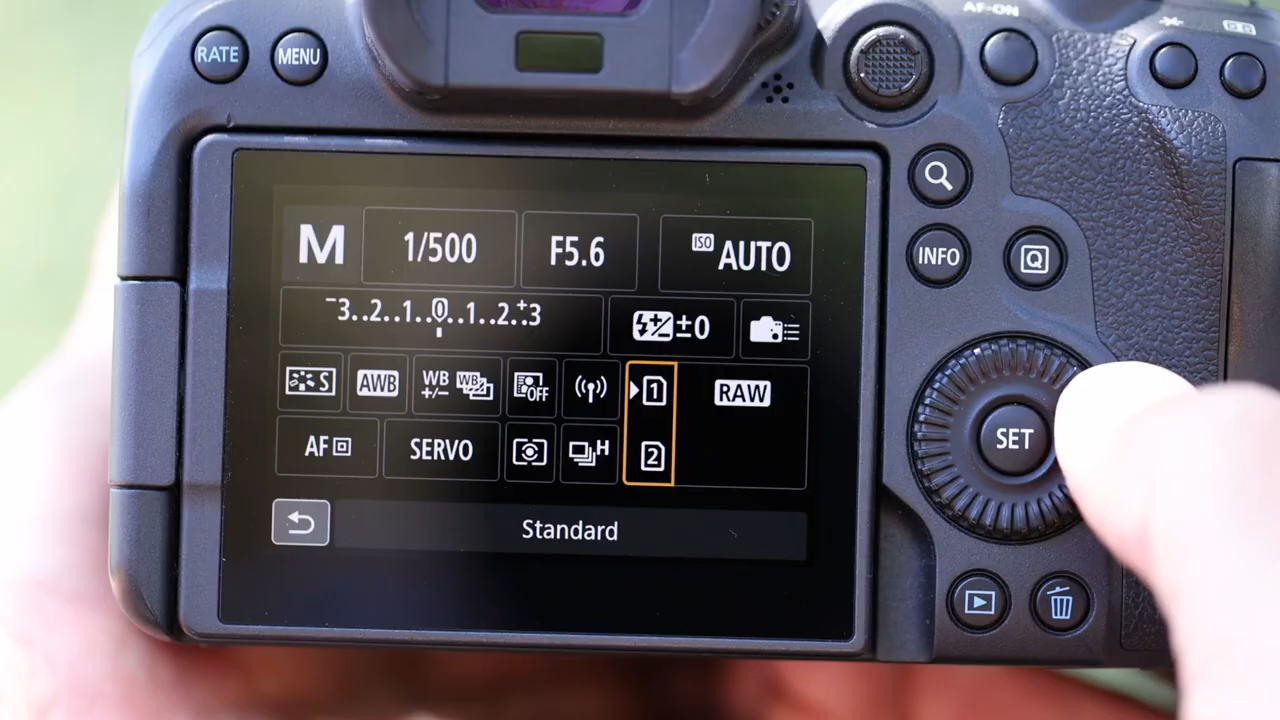 AF-ON
RATE
MENU
INFO
Q
M 1/500 F5.6 ISO AUTO
-3..2..1..0..1..2..+3 ±0
S AWB WB +/- WB OFF 1 RAW
AF SERVO H 2
SET
Standard